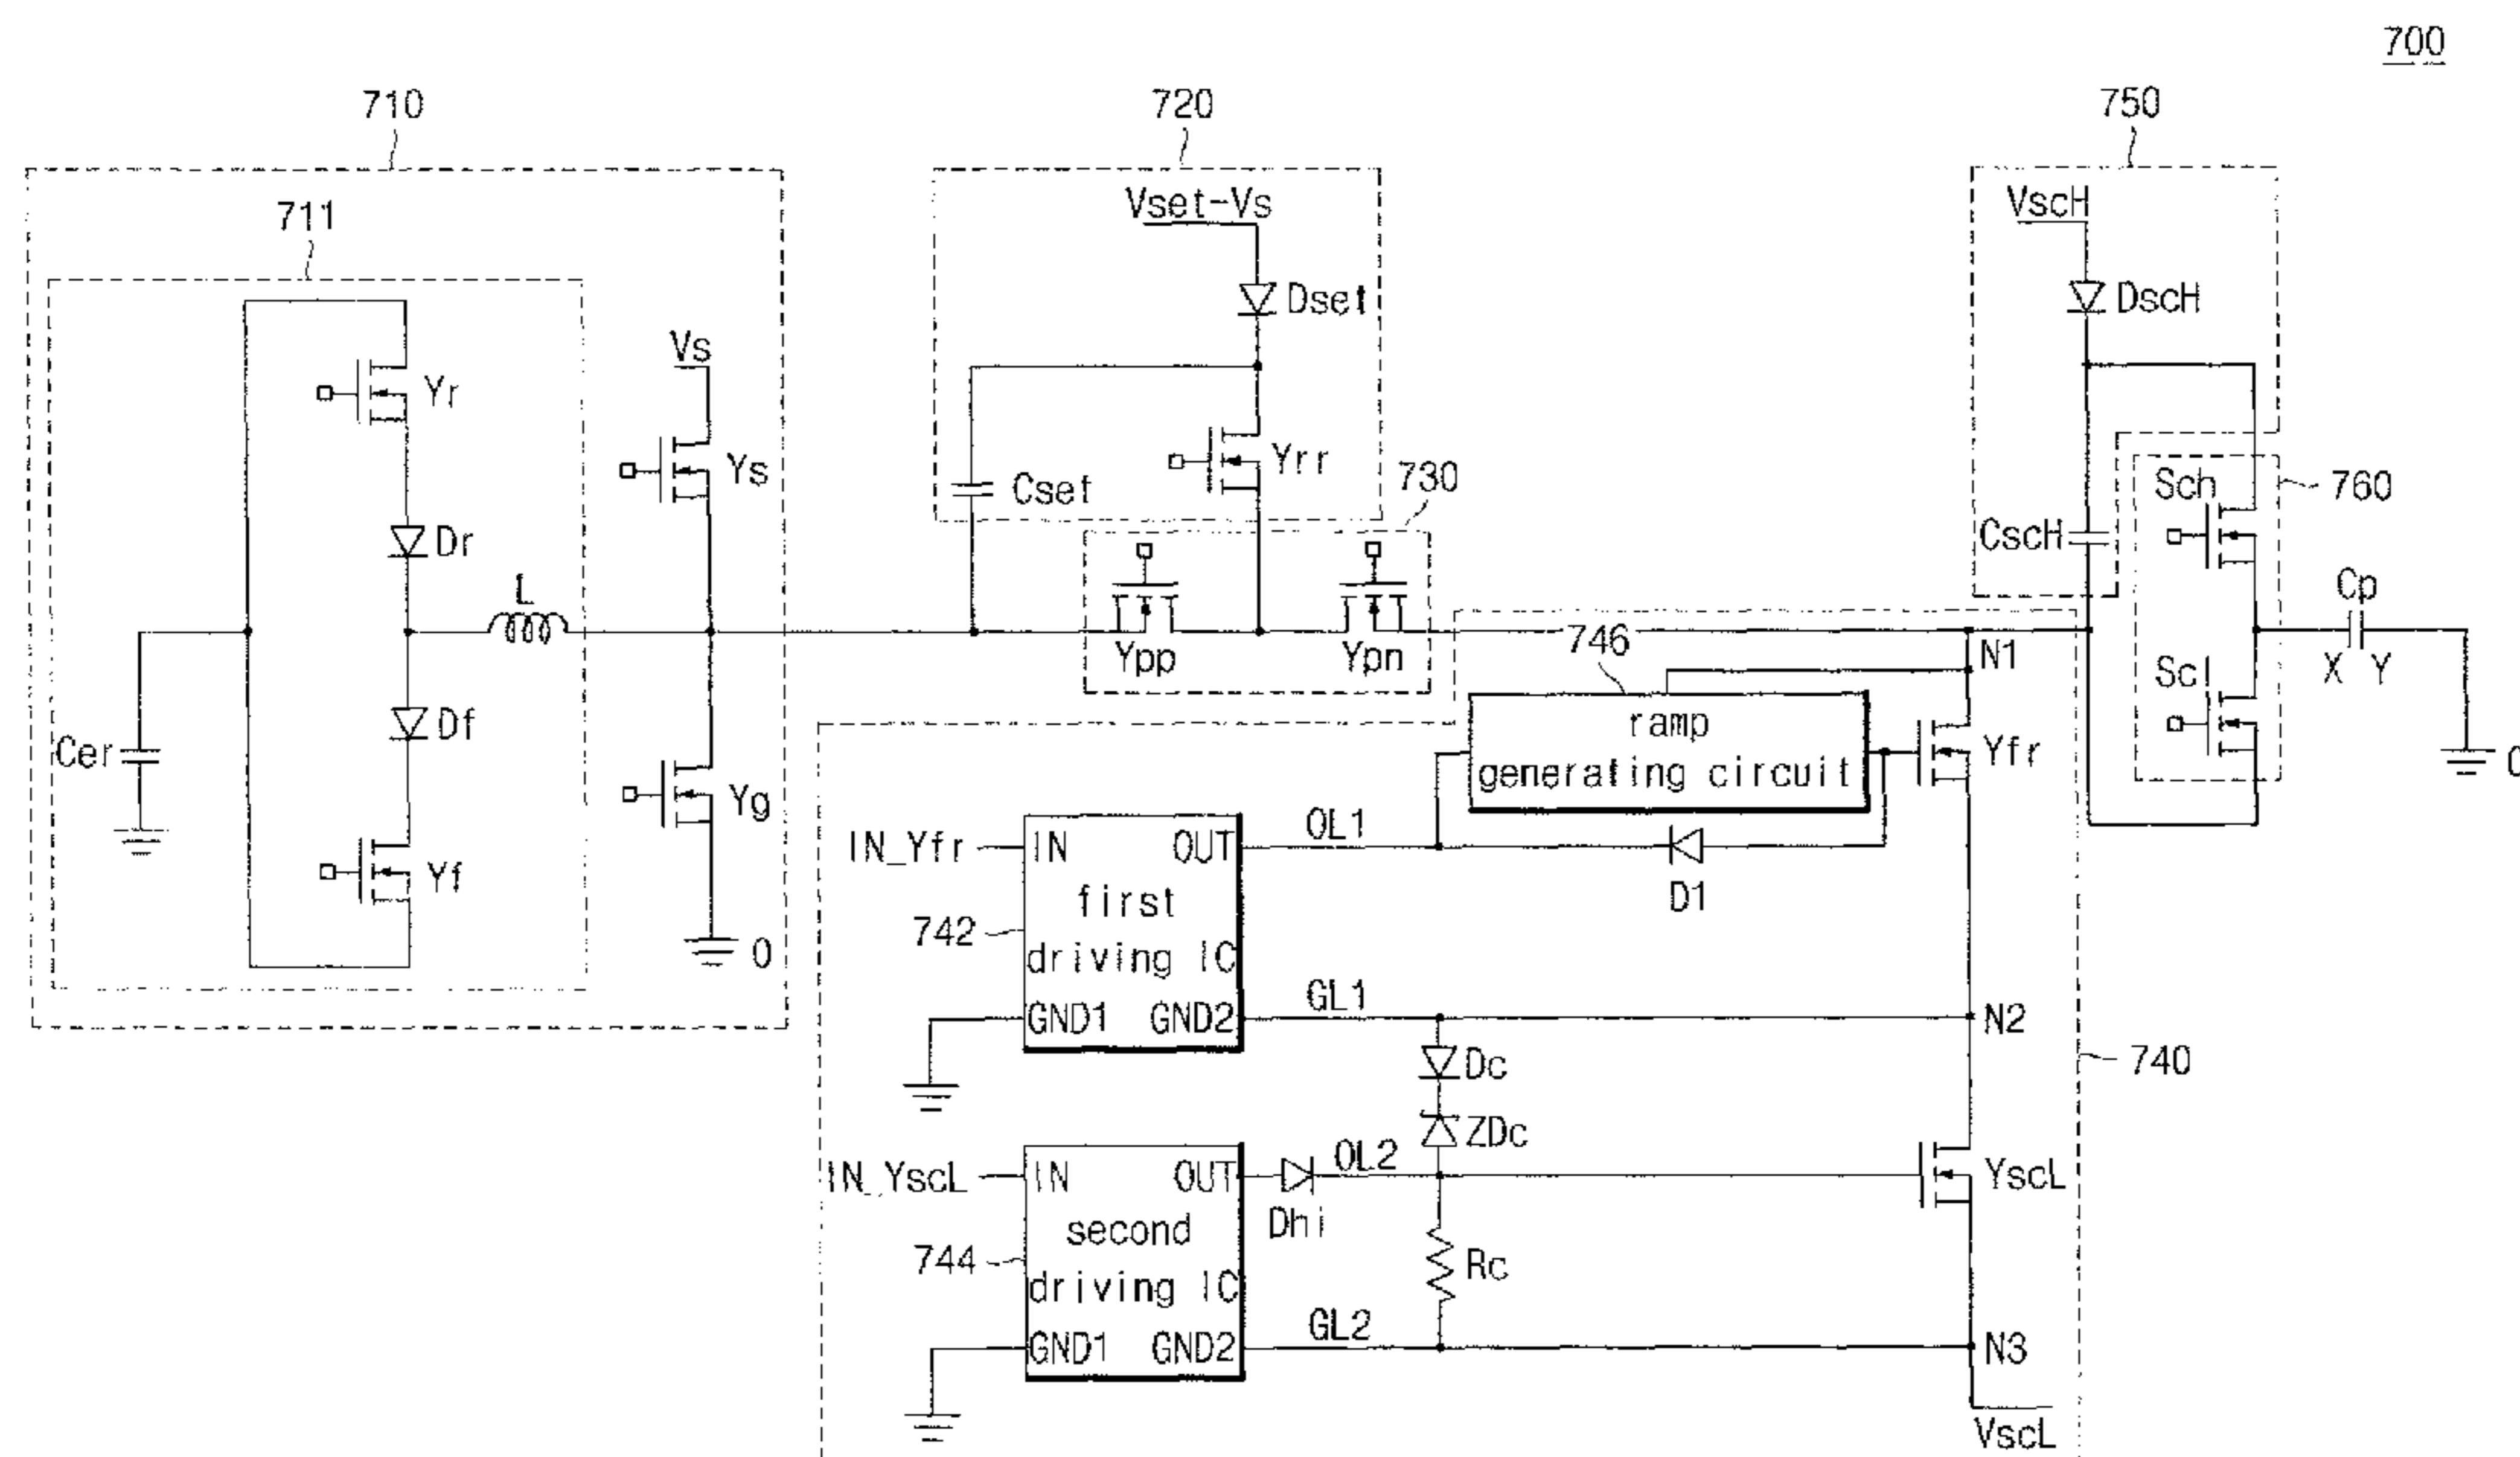 700
710
720
750
711
Vset-Vs
VscH
Dset
DscH
Vs
Yr
Ys
Yrr
730
Cset
Sch
760
CscH
Dr
L
Cp
Ypp
Ypn
746
N1
X Y
Scl
ramp
generating circuit
Yfr
0
Df
Cer
Yg
Yf
0
IN_Yfr
IN
OUT
OL1
D1
first
driving IC
742
GND1
GND2
GL1
N2
Dc
740
ZDc
IN_YscL
IN
OUT
OL2
Dhi
YscL
second
driving IC
744
Rc
GND1
GND2
GL2
N3
VscL